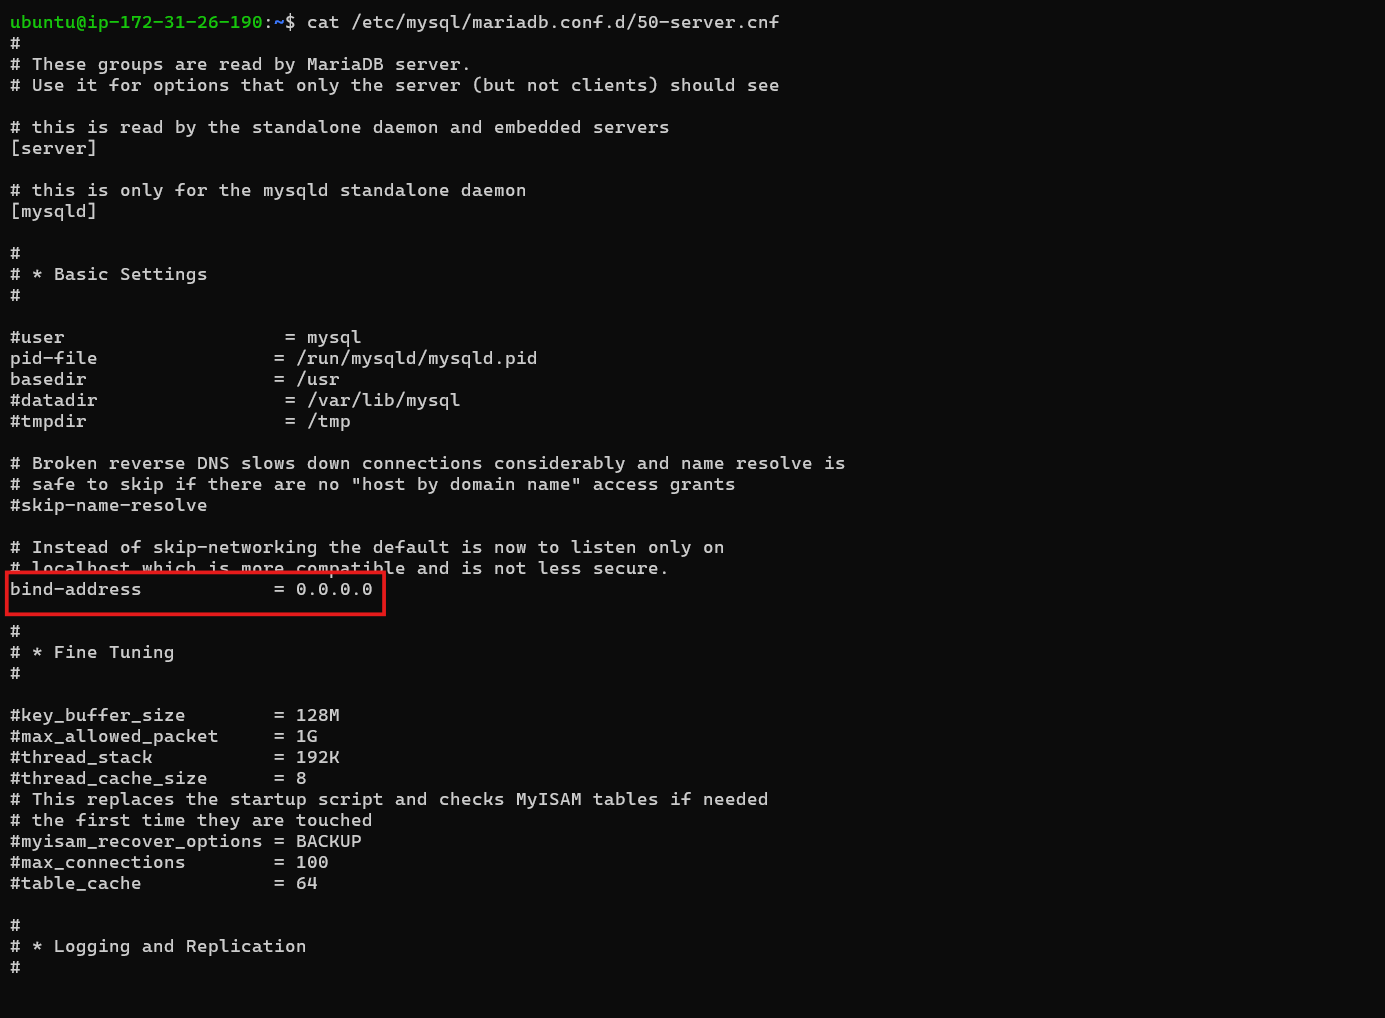 ubuntu@ip-172-31-26-190:~$ cat /etc/mysql/mariadb.conf.d/50-server.cnf
#
# These groups are read by MariaDB server.
# Use it for options that only the server (but not clients) should see

# this is read by the standalone daemon and embedded servers
[server]

# this is only for the mysqld standalone daemon
[mysqld]

#
# * Basic Settings
#

#user                    = mysql
pid-file                = /run/mysqld/mysqld.pid
basedir                 = /usr
#datadir                 = /var/lib/mysql
#tmpdir                  = /tmp

# Broken reverse DNS slows down connections considerably and name resolve is
# safe to skip if there are no "host by domain name" access grants
#skip-name-resolve

# Instead of skip-networking the default is now to listen only on
# localhost which is more compatible and is not less secure.
bind-address            = 0.0.0.0

#
# * Fine Tuning
#

#key_buffer_size        = 128M
#max_allowed_packet     = 1G
#thread_stack           = 192K
#thread_cache_size      = 8
# This replaces the startup script and checks MyISAM tables if needed
# the first time they are touched
#myisam_recover_options = BACKUP
#max_connections        = 100
#table_cache            = 64

#
# * Logging and Replication
#